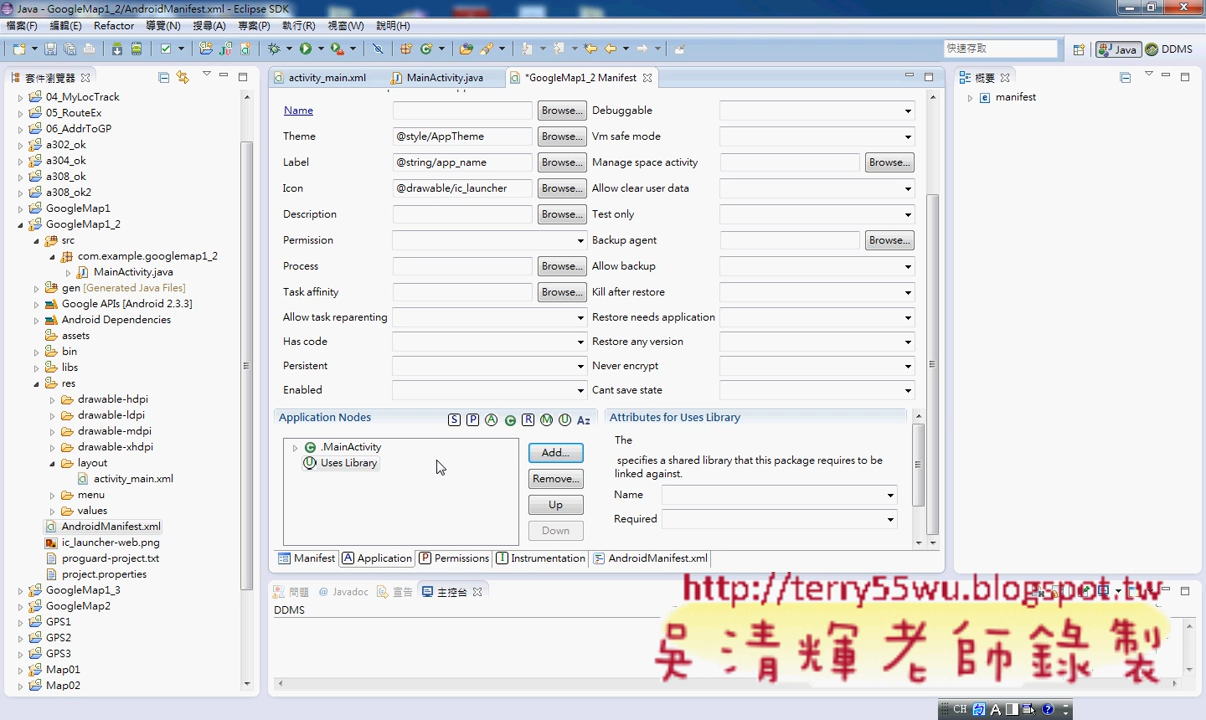 Java - GoogleMap1_2/AndroidManifest.xml - Eclipse SDK
檔案(F) 編輯(E) Refactor 導覽(N) 搜尋(A) 專案(P) 執行(R) 視窗(W) 說明(H)
快速存取 Java DDMS
套件瀏覽器
04_MyLocTrack
05_RouteEx
06_AddrToGP
a302_ok
a304_ok
a308_ok
a308_ok2
GoogleMap1
GoogleMap1_2
src
com.example.googlemap1_2
MainActivity.java
gen [Generated Java Files]
Google APIs [Android 2.3.3]
Android Dependencies
assets
bin
libs
res
drawable-hdpi
drawable-ldpi
drawable-mdpi
drawable-xhdpi
layout
activity_main.xml
menu
values
AndroidManifest.xml
ic_launcher-web.png
proguard-project.txt
project.properties
GoogleMap1_3
GoogleMap2
GPS1
GPS2
GPS3
Map01
Map02
activity_main.xml MainActivity.java *GoogleMap1_2 Manifest
Name Browse... Debuggable
Theme @style/AppTheme Browse... Vm safe mode
Label @string/app_name Browse... Manage space activity Browse...
Icon @drawable/ic_launcher Browse... Allow clear user data
Description Browse... Test only
Permission Backup agent Browse...
Process Browse... Allow backup
Task affinity Browse... Kill after restore
Allow task reparenting Restore needs application
Has code Restore any version
Persistent Never encrypt
Enabled Cant save state
Application Nodes S P A C R M U Az
.MainActivity
Uses Library
Add...
Remove...
Up
Down
Attributes for Uses Library
The
specifies a shared library that this package requires to be
linked against.
Name
Required
Manifest Application Permissions Instrumentation AndroidManifest.xml
概要
manifest
問題 @ Javadoc 宣告 主控台
DDMS
http://terry55wu.blogspot.tw
吳清輝老師錄製
CH